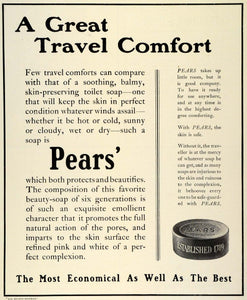 A Great
Travel Comfort
Few travel comforts can compare
with that of a soothing, balmy,
skin-preserving toilet soap—one
that will keep the skin in perfect
condition whatever winds assail—
whether it be hot or cold, sunny
or cloudy, wet or dry—such a
soap is
Pears'
which both protects and beautifies.
The composition of this favorite
beauty-soap of six generations is
of such an exquisite emollient
character that it promotes the full
natural action of the pores, and
imparts to the skin surface the
refined pink and white of a per-
fect complexion.
PEARS takes up
little room, but it
is good company.
To have it ready
for use anywhere,
and at any time is
in the highest de-
gree comforting.
With PEARS, the
skin is safe.
Without it, the trav-
eller is at the mercy
of whatever soap he
can get, and as many
soaps are injurious to
the skin and ruinous
to the complexion,
it behooves every
one to be safe-guard-
ed with PEARS.
PEARS
ESTABLISHED 1789
The Most Economical As Well As The Best